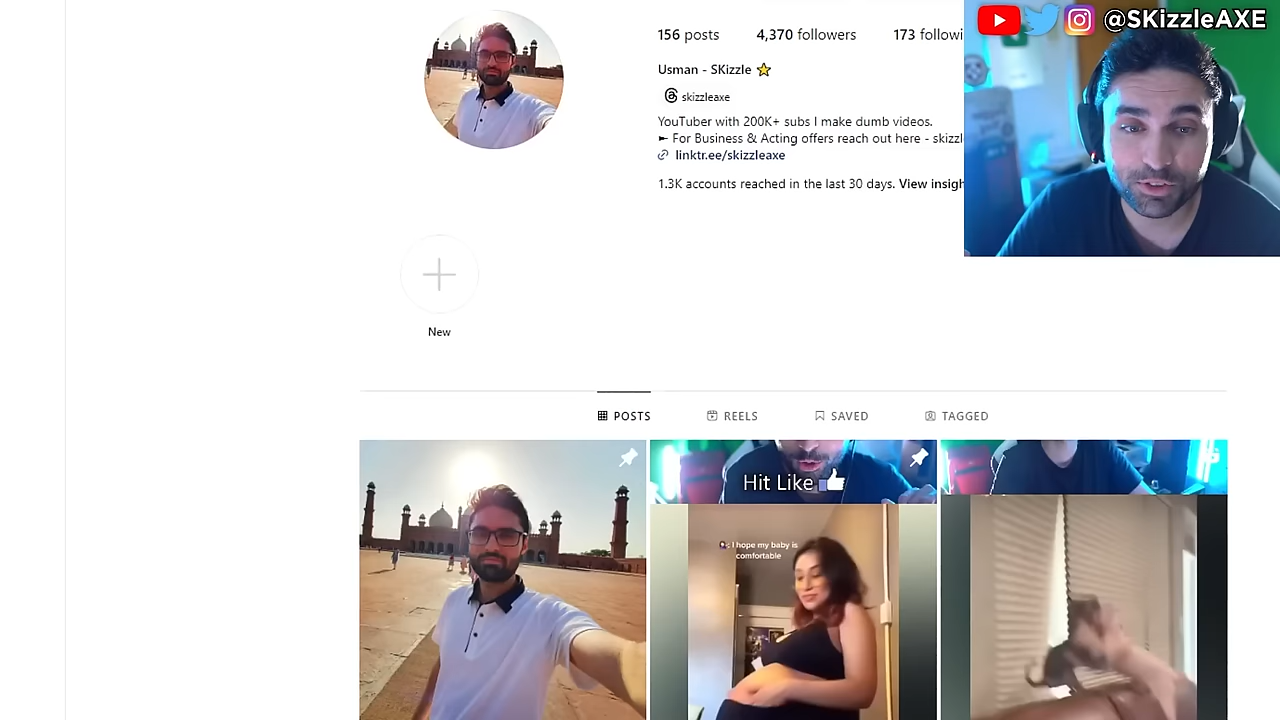 156 posts 4,370 followers 173 followi
@SKizzleAXE
Usman - SKizzle ⭐
skizzleaxe
YouTuber with 200K+ subs I make dumb videos.
► For Business & Acting offers reach out here - skizzl
linktr.ee/skizzleaxe
1.3K accounts reached in the last 30 days. View insigh
New
POSTS REELS SAVED TAGGED
Hit Like 👍
I hope my baby is
comfortable